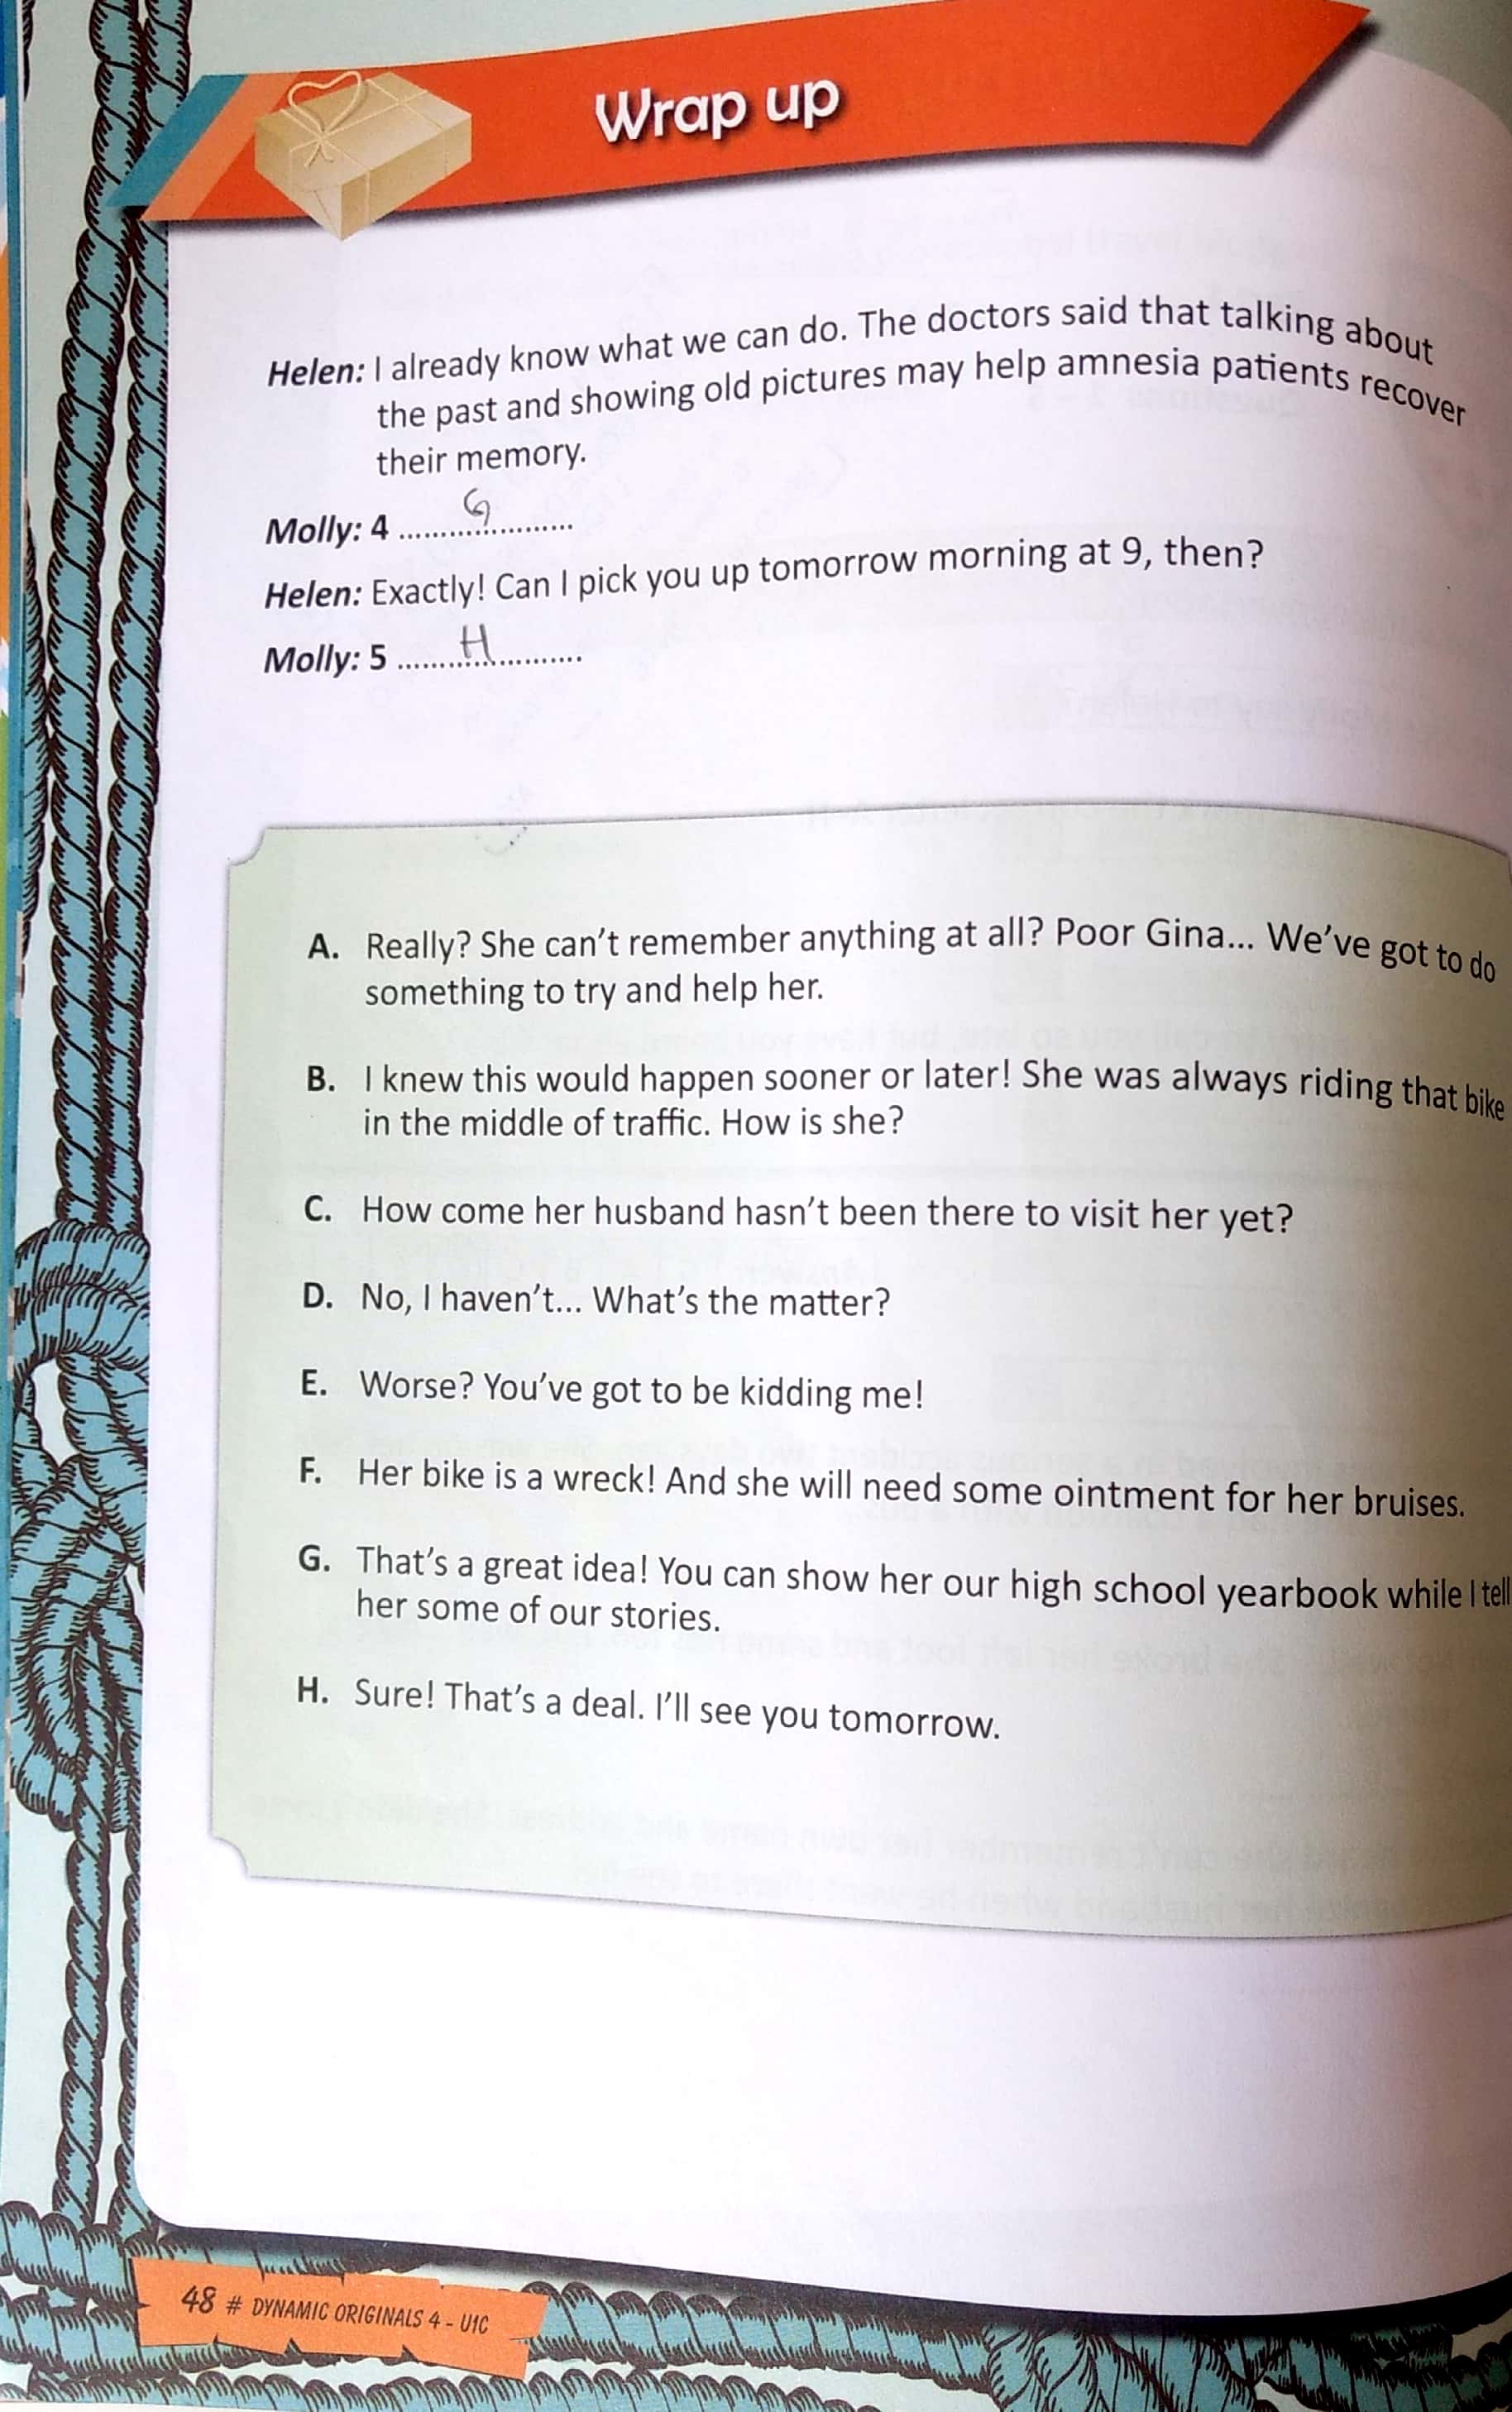 Wrap up
Helen: I already know what we can do. The doctors said that talking about
the past and showing old pictures may help amnesia patients recover
their memory.
Molly: 4 ........G............
Helen: Exactly! Can I pick you up tomorrow morning at 9, then?
Molly: 5 ........H............
A. Really? She can't remember anything at all? Poor Gina... We've got to do
something to try and help her.
B. I knew this would happen sooner or later! She was always riding that bike
in the middle of traffic. How is she?
C. How come her husband hasn't been there to visit her yet?
D. No, I haven't... What's the matter?
E. Worse? You've got to be kidding me!
F. Her bike is a wreck! And she will need some ointment for her bruises.
G. That's a great idea! You can show her our high school yearbook while I tell
her some of our stories.
H. Sure! That's a deal. I'll see you tomorrow.
48 # DYNAMIC ORIGINALS 4 - U1C